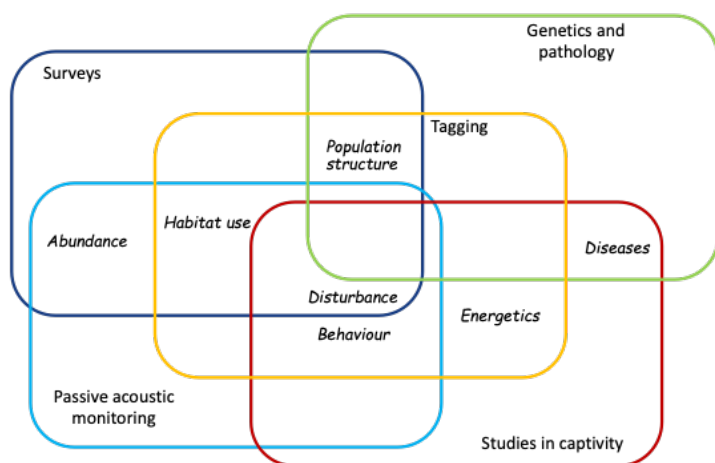 Genetics and
pathology
Surveys
Tagging
Population
structure
Habitat use
Abundance
Diseases
Disturbance
Energetics
Behaviour
Passive acoustic
monitoring
Studies in captivity